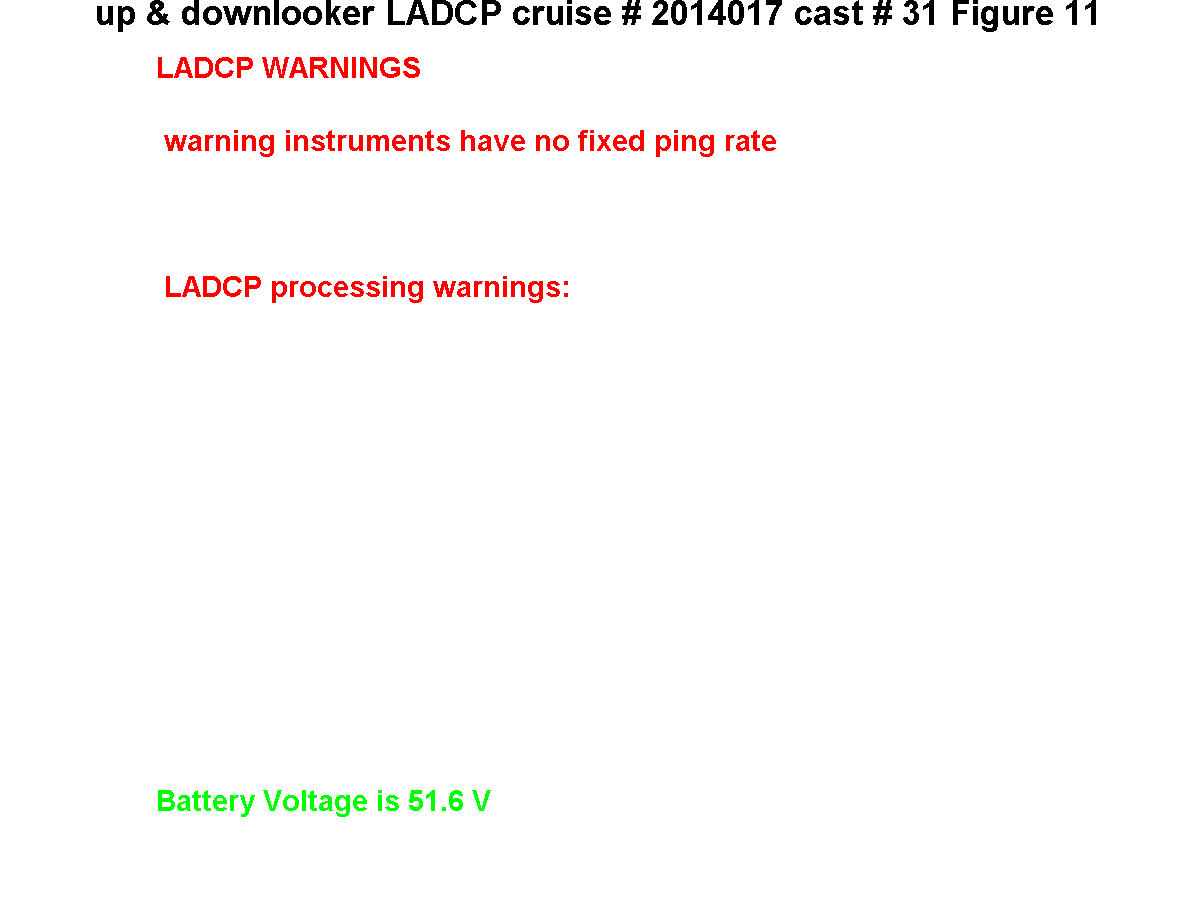 up & downlooker LADCP cruise # 2014017 cast # 31 Figure 11
LADCP WARNINGS
warning instruments have no fixed ping rate
LADCP processing warnings:
Battery Voltage is 51.6 V